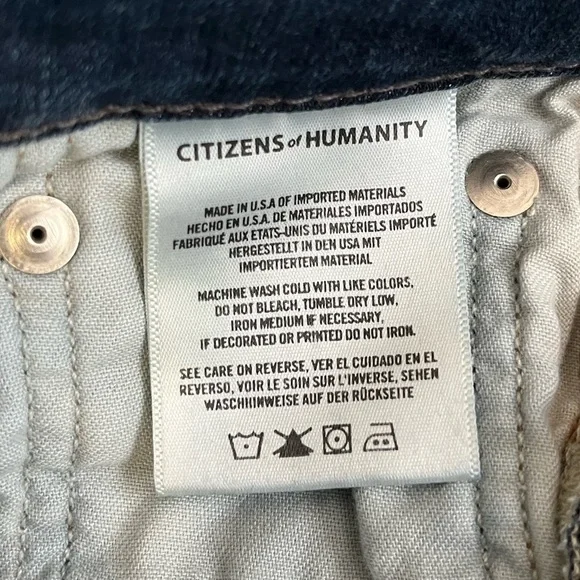 CITIZENS of HUMANITY
MADE IN U.S.A OF IMPORTED MATERIALS
HECHO EN U.S.A. DE MATERIALES IMPORTADOS
FABRIQUÉ AUX ETATS-UNIS DU MATÉRIELS IMPORTÉ
HERGESTELLT IN DEN USA MIT
IMPORTIERTEM MATERIAL
MACHINE WASH COLD WITH LIKE COLORS,
DO NOT BLEACH, TUMBLE DRY LOW,
IRON MEDIUM IF NECESSARY,
IF DECORATED OR PRINTED DO NOT IRON.
SEE CARE ON REVERSE, VER EL CUIDADO EN EL
REVERSO, VOIR LE SOIN SUR L'INVERSE, SEHEN
WASCHHINWEISE AUF DER RÜCKSEITE